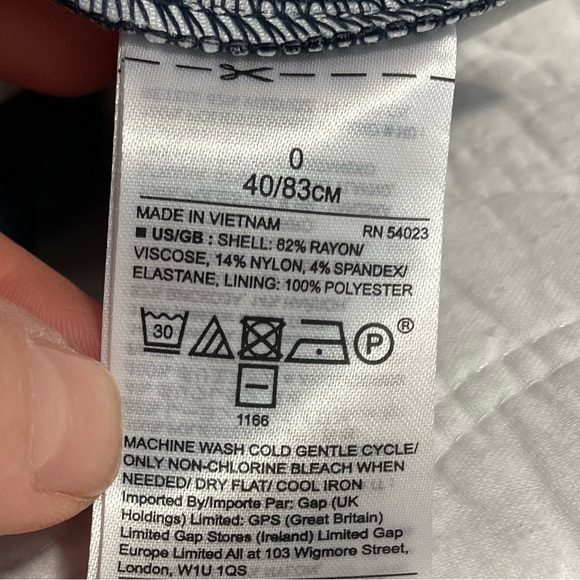 0
40/83CM
MADE IN VIETNAM RN 54023
■ US/GB : SHELL: 82% RAYON/
VISCOSE, 14% NYLON, 4% SPANDEX/
ELASTANE, LINING: 100% POLYESTER
30 P ®
1166
MACHINE WASH COLD GENTLE CYCLE/
ONLY NON-CHLORINE BLEACH WHEN
NEEDED/ DRY FLAT/ COOL IRON
Imported By/Importe Par: Gap (UK
Holdings) Limited: GPS (Great Britain)
Limited Gap Stores (Ireland) Limited Gap
Europe Limited All at 103 Wigmore Street,
London, W1U 1QS